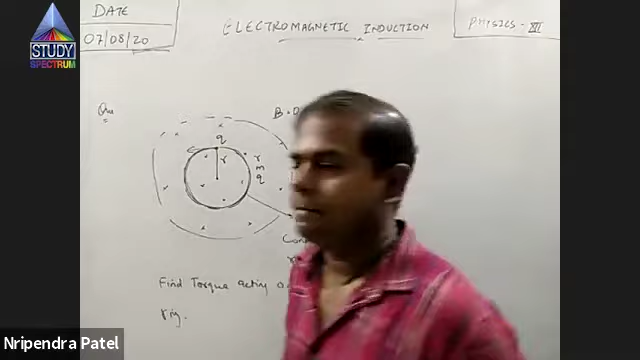 DATE
07/08/20
ELECTROMAGNETIC INDUCTION
PHYSICS - XII
STUDY
SPECTRUM
Que
q
r
r
m
q
Find Torque acting
ring.
Nripendra Patel